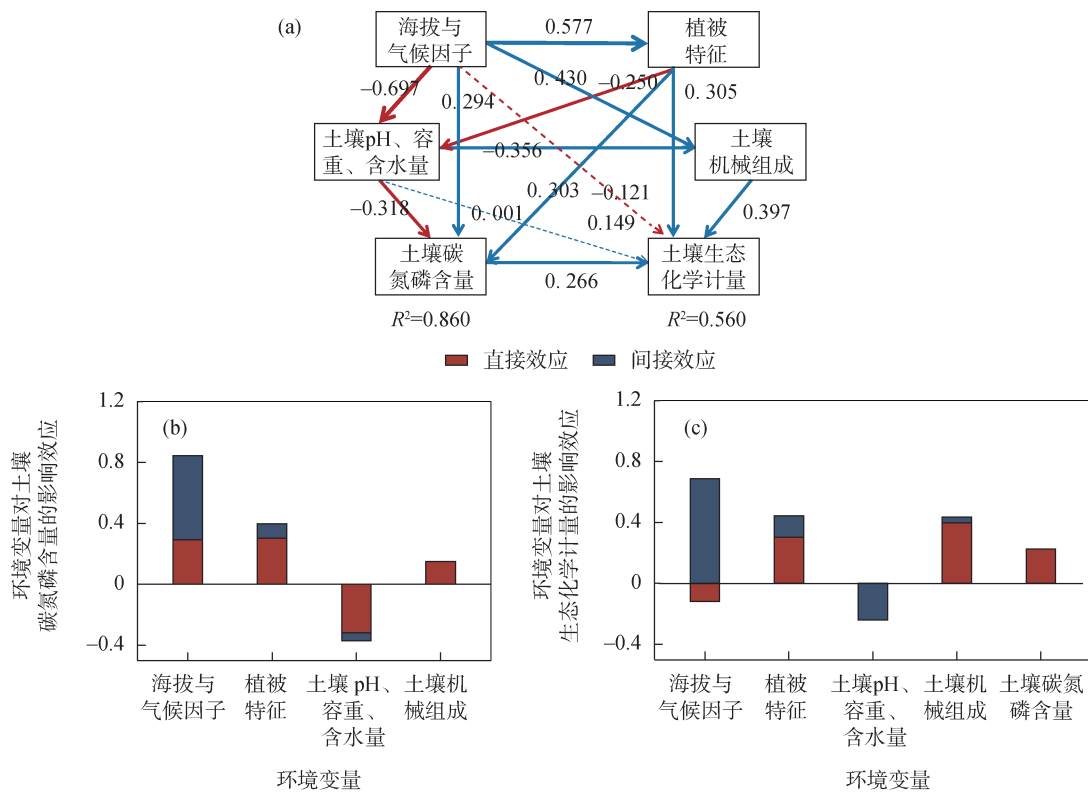 (a)
海拔与
气候因子
0.577
植被
特征
–0.697
0.294
0.430
–0.250
0.305
土壤pH、容
重、含水量
–0.356
土壤
机械组成
–0.318
0.001
0.303
–0.121
0.149
0.397
土壤碳
氮磷含量
0.266
土壤生态
化学计量
R²=0.860
R²=0.560
直接效应
间接效应
环境变量对土壤
碳氮磷含量的影响效应
1.2
0.8
0.4
0
–0.4
(b)
海拔与
气候因子
植被
特征
土壤 pH、
容重、
含水量
土壤机
械组成
环境变量
环境变量对土壤
生态化学计量的影响效应
1.2
0.8
0.4
0
–0.4
(c)
海拔与
气候因子
植被
特征
土壤pH、
容重、
含水量
土壤机
械组成
土壤碳氮
磷含量
环境变量